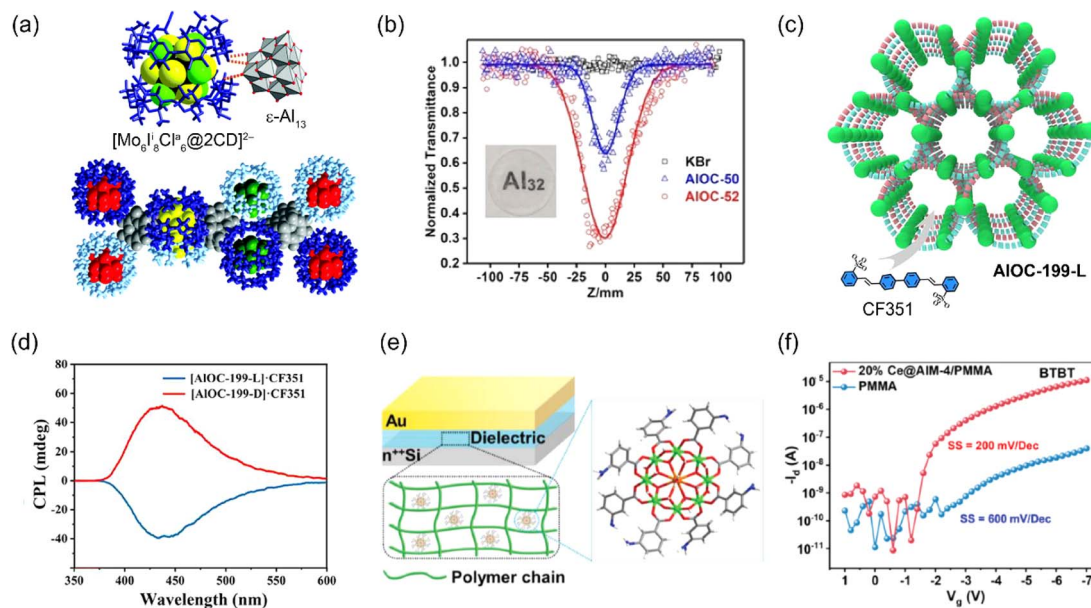 (a)
ε-Al13
[Mo6Ii8Cla6@2CD]2–
(b)
Normalized Transmittance
1.0
0.9
0.8
0.7
0.6
0.5
0.4
0.3
0.2
Al32
KBr
AlOC-50
AlOC-52
-100 -75 -50 -25 0 25 50 75 100
Z/mm
(c)
AlOC-199-L
CF351
(d)
CPL (mdeg)
80
60
40
20
0
-20
-40
[AlOC-199-L]·CF351
[AlOC-199-D]·CF351
350 400 450 500 550 600
Wavelength (nm)
(e)
Au
Dielectric
n++Si
Polymer chain
(f)
-Id (A)
20% Ce@AlM-4/PMMA
PMMA
BTBT
10-5
10-6
10-7
10-8
10-9
10-10
10-11
SS = 200 mV/Dec
SS = 600 mV/Dec
1 0 -1 -2 -3 -4 -5 -6 -7
Vg (V)